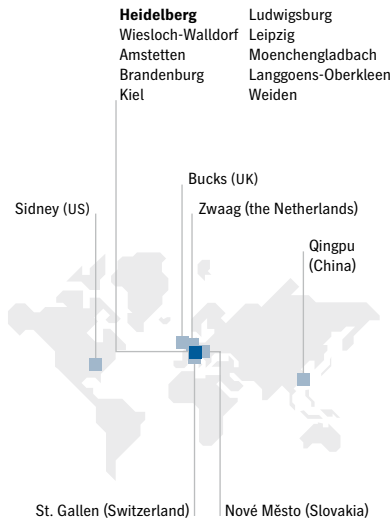 Heidelberg
Wiesloch-Walldorf
Amstetten
Brandenburg
Kiel
Ludwigsburg
Leipzig
Moenchengladbach
Langgoens-Oberkleen
Weiden
Bucks (UK)
Sidney (US)
Zwaag (the Netherlands)
Qingpu
(China)
St. Gallen (Switzerland)
Nové Město (Slovakia)